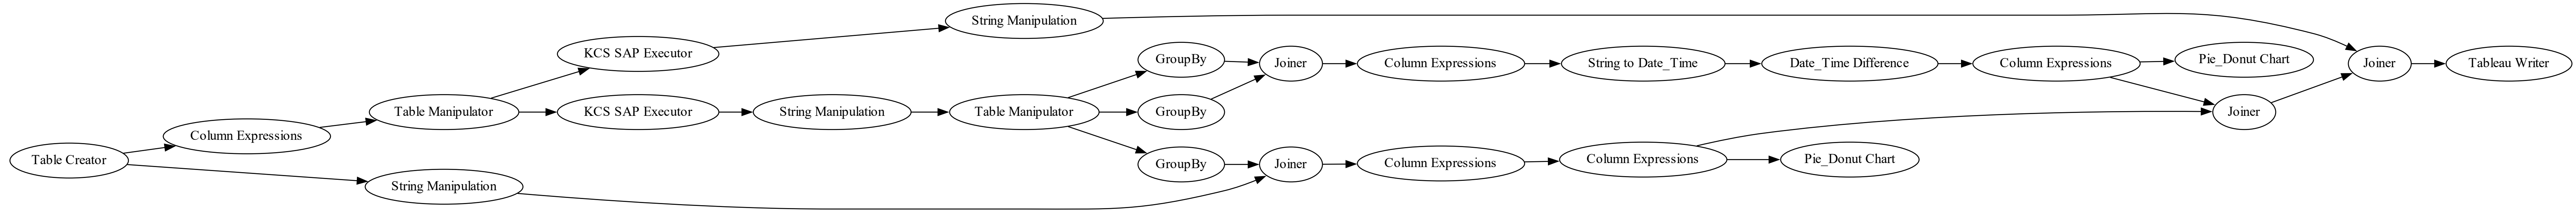 Table Creator
Column Expressions
String Manipulation
Table Manipulator
KCS SAP Executor
KCS SAP Executor
String Manipulation
String Manipulation
Table Manipulator
GroupBy
GroupBy
GroupBy
Joiner
Joiner
Column Expressions
Column Expressions
String to Date_Time
Column Expressions
Date_Time Difference
Pie_Donut Chart
Column Expressions
Pie_Donut Chart
Joiner
Joiner
Tableau Writer